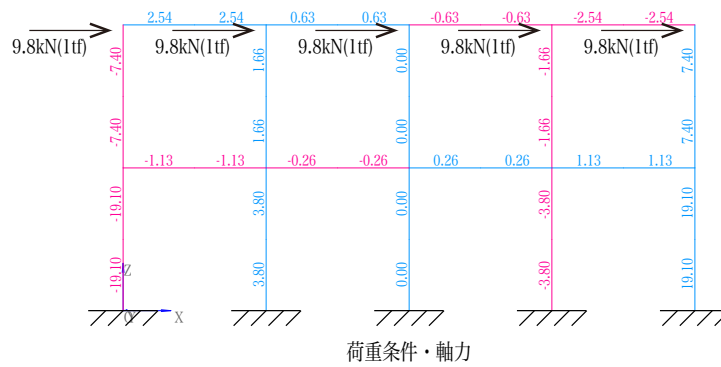 2.54 2.54 0.63 0.63 -0.63 -0.63 -2.54 -2.54
9.8kN(1tf) 9.8kN(1tf) 9.8kN(1tf) 9.8kN(1tf) 9.8kN(1tf)
-7.40 1.66 0.00 -1.66 7.40
-7.40 1.66 0.00 -1.66 7.40
-1.13 -1.13 -0.26 -0.26 0.26 0.26 1.13 1.13
-19.10 3.80 0.00 -3.80 19.10
-19.10 3.80 0.00 -3.80 19.10
Z
Y X
荷重条件・軸力